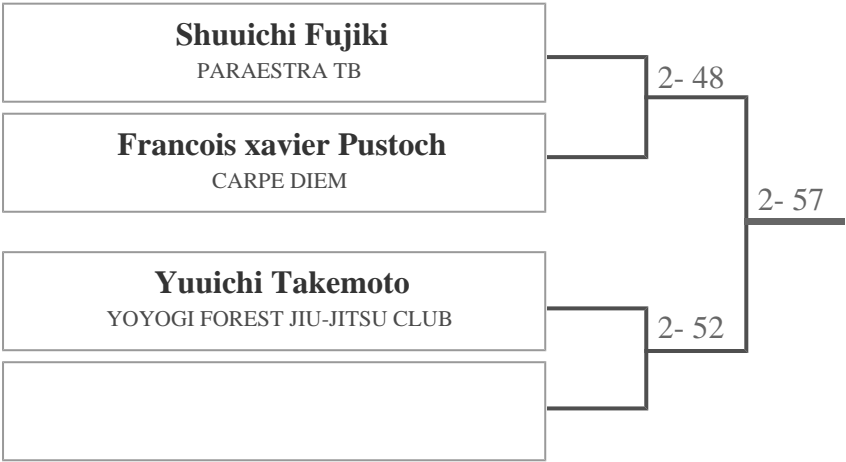 Shuuichi Fujiki
PARAESTRA TB
2- 48
Francois xavier Pustoch
CARPE DIEM
2- 57
Yuuichi Takemoto
YOYOGI FOREST JIU-JITSU CLUB
2- 52